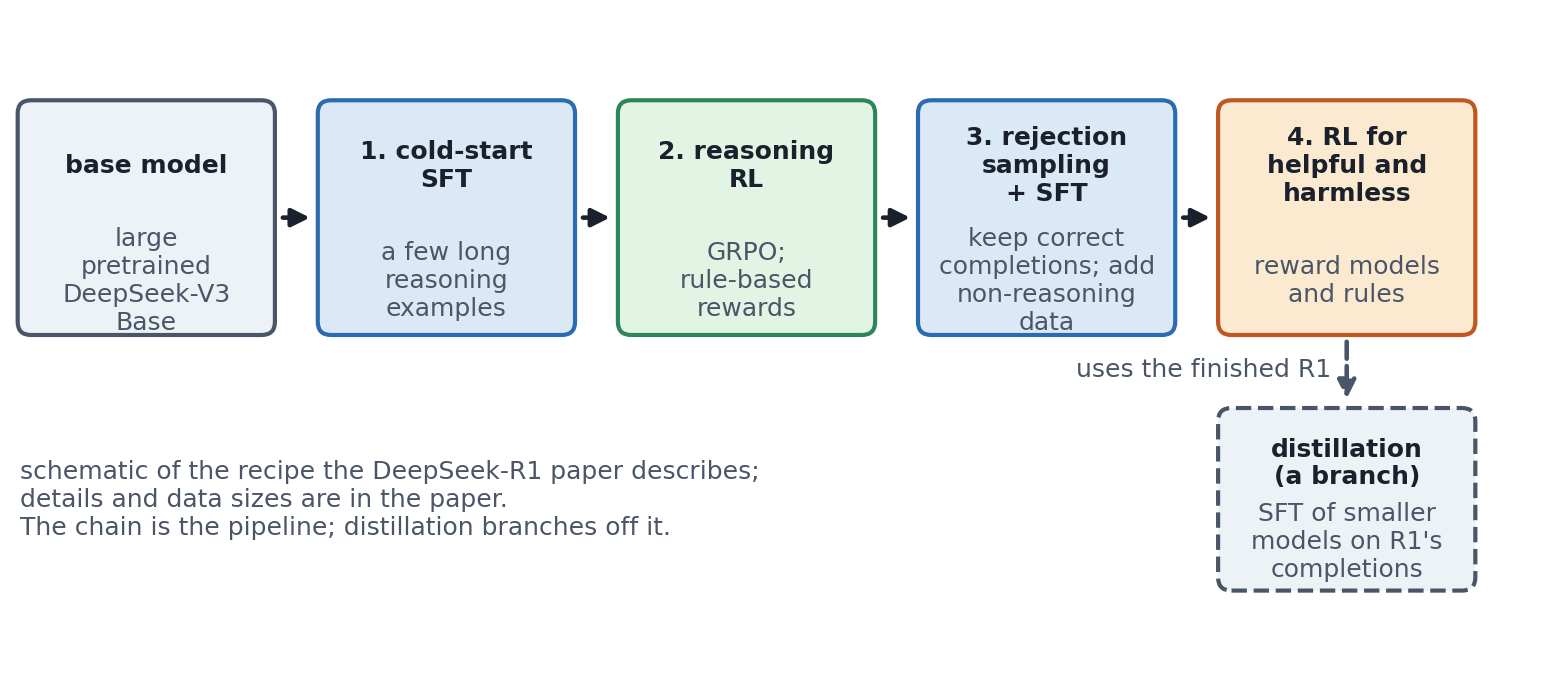 base model
large
pretrained
DeepSeek-V3
Base
1. cold-start
SFT
a few long
reasoning
examples
2. reasoning
RL
GRPO;
rule-based
rewards
3. rejection
sampling
+ SFT
keep correct
completions; add
non-reasoning
data
4. RL for
helpful and
harmless
reward models
and rules
uses the finished R1
distillation
(a branch)
SFT of smaller
models on R1's
completions
schematic of the recipe the DeepSeek-R1 paper describes;
details and data sizes are in the paper.
The chain is the pipeline; distillation branches off it.